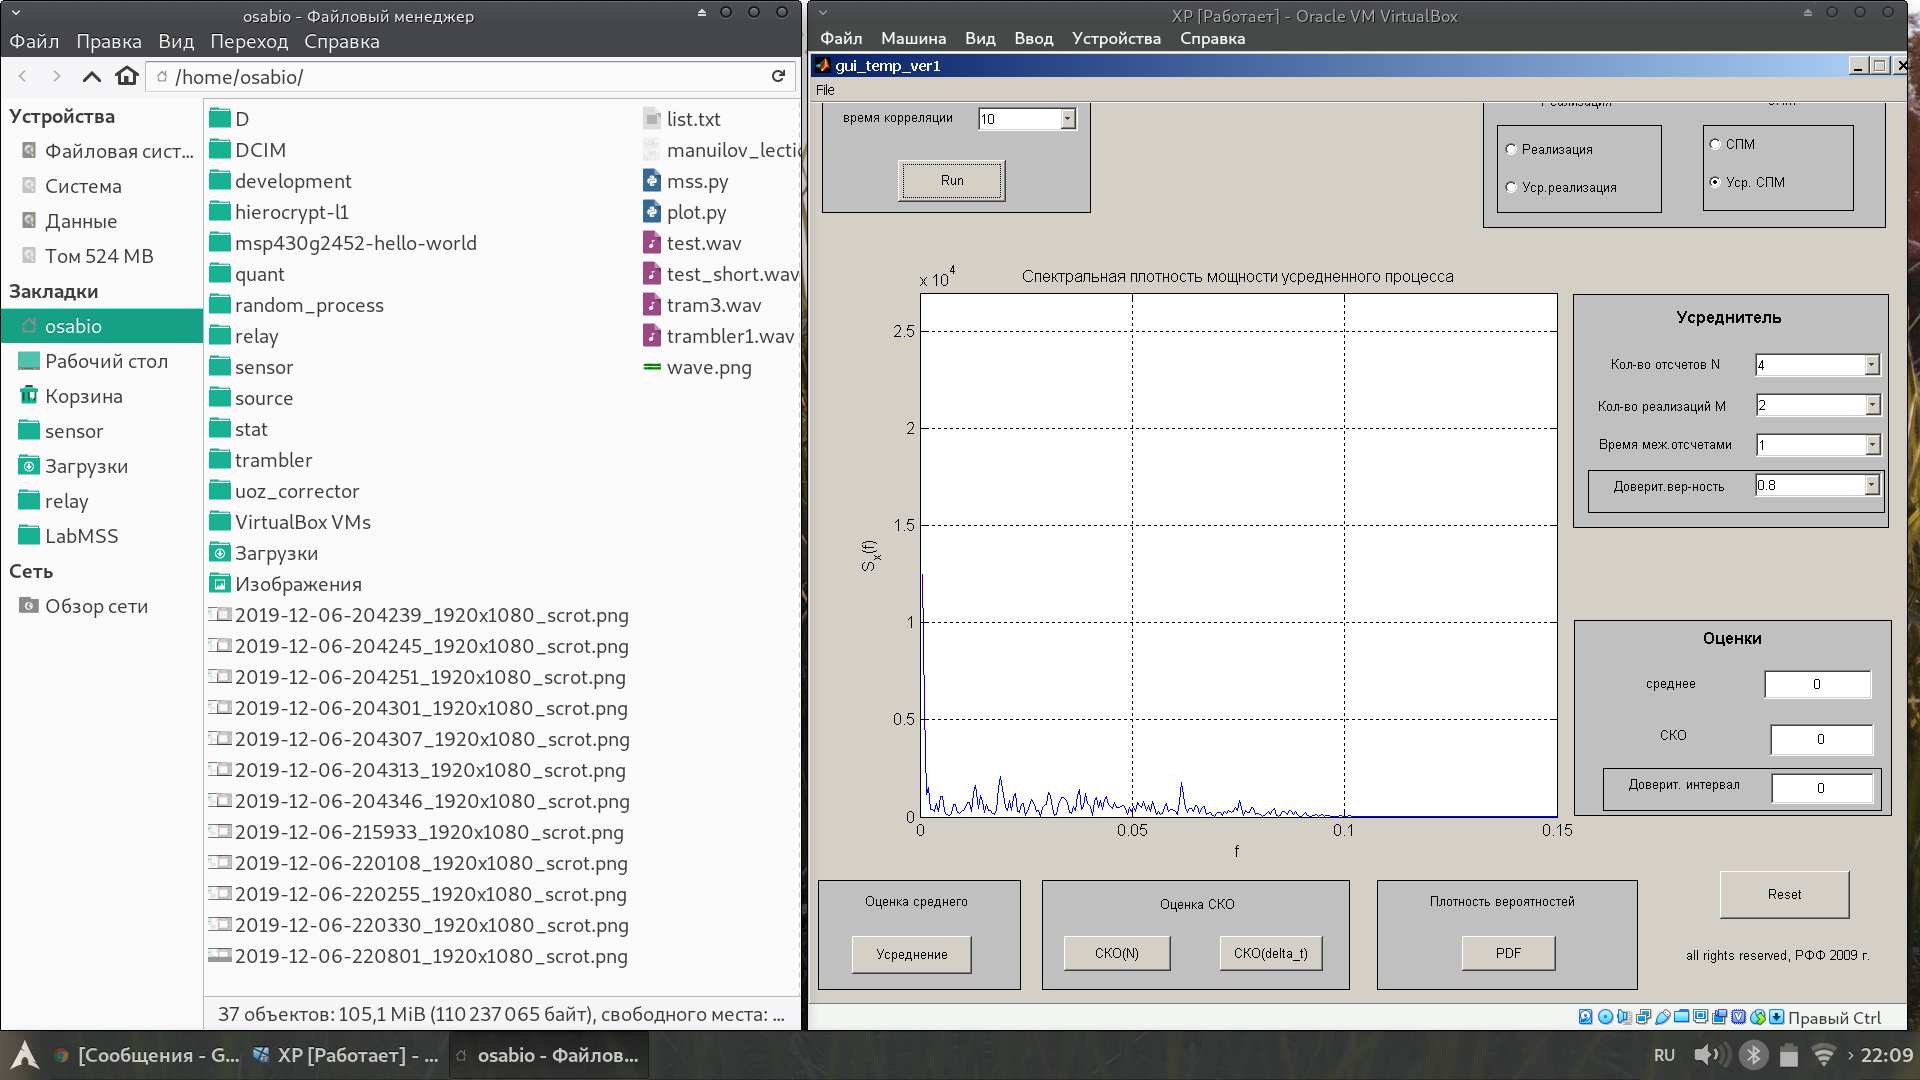 osabio - Файловый менеджер
Файл Правка Вид Переход Справка
/home/osabio/
Устройства
Файловая сист...
Система
Данные
Том 524 MB
Закладки
osabio
Рабочий стол
Корзина
sensor
Загрузки
relay
LabMSS
Сеть
Обзор сети
D
DCIM
development
hierocrypt-l1
msp430g2452-hello-world
quant
random_process
relay
sensor
source
stat
trambler
uoz_corrector
VirtualBox VMs
Загрузки
Изображения
2019-12-06-204239_1920x1080_scrot.png
2019-12-06-204245_1920x1080_scrot.png
2019-12-06-204251_1920x1080_scrot.png
2019-12-06-204301_1920x1080_scrot.png
2019-12-06-204307_1920x1080_scrot.png
2019-12-06-204313_1920x1080_scrot.png
2019-12-06-204346_1920x1080_scrot.png
2019-12-06-215933_1920x1080_scrot.png
2019-12-06-220108_1920x1080_scrot.png
2019-12-06-220255_1920x1080_scrot.png
2019-12-06-220330_1920x1080_scrot.png
2019-12-06-220801_1920x1080_scrot.png
list.txt
manuilov_lectic
mss.py
plot.py
test.wav
test_short.wav
tram3.wav
trambler1.wav
wave.png
37 объектов: 105,1 MiB (110 237 065 байт), свободного места: ...
XP [Работает] - Oracle VM VirtualBox
Файл Машина Вид Ввод Устройства Справка
gui_temp_ver1
File
время корреляции 10
Run
Реализация
Реализация
Уср.реализация
СПМ
СПМ
Уср. СПМ
x 10^4
Спектральная плотность мощности усредненного процесса
2.5
2
1.5
1
0.5
0
S_x(f)
0 0.05 0.1 0.15
f
Усреднитель
Кол-во отсчетов N 4
Кол-во реализаций M 2
Время меж.отсчетами 1
Доверит.вер-ность 0.8
Оценки
среднее 0
СКО 0
Доверит. интервал 0
Оценка среднего
Усреднение
Оценка СКО
СКО(N) СКО(delta_t)
Плотность вероятностей
PDF
Reset
all rights reserved, РФФ 2009 г.
Правый Ctrl
[Сообщения - G... XP [Работает] - ... osabio - Файлов...
RU 22:09